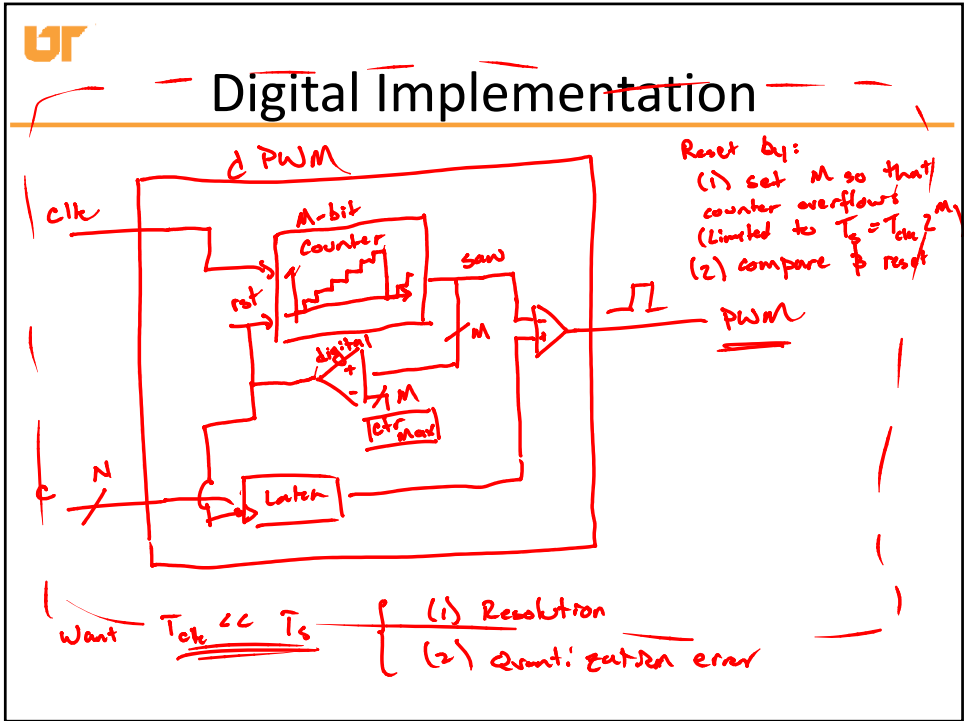 UT
Digital Implementation
d PWM
Reset by:
(1) set M so that
counter overflows
(Limited to Ts = Tclk 2^M)
(2) compare & reset
clk
M-bit
counter
saw
rst
M
PWM
digital
+
-
-
M
ctr max
N
c
Latch
Want Tclk << Ts
(1) Resolution
(2) Quantization error